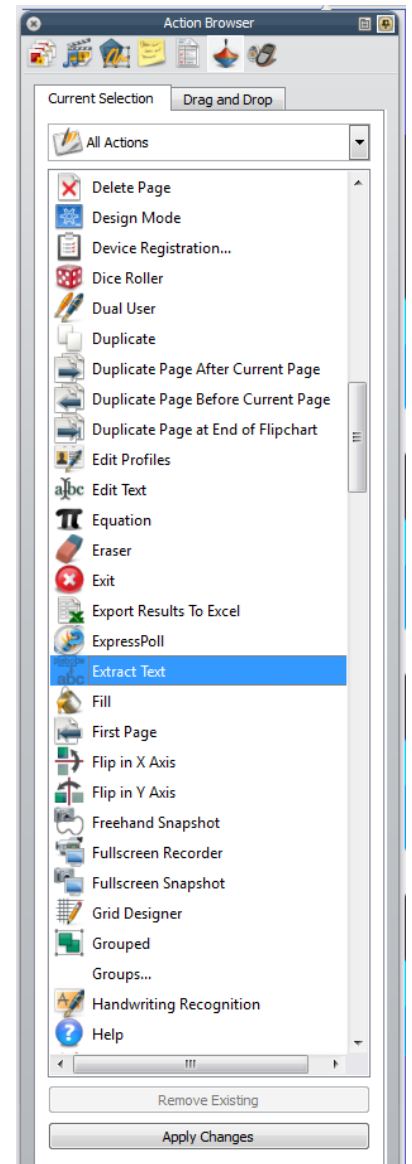 Action Browser
Current Selection
Drag and Drop
All Actions
Delete Page
Design Mode
Device Registration...
Dice Roller
Dual User
Duplicate
Duplicate Page After Current Page
Duplicate Page Before Current Page
Duplicate Page at End of Flipchart
Edit Profiles
abc Edit Text
Equation
Eraser
Exit
Export Results To Excel
ExpressPoll
abc Extract Text
Fill
First Page
Flip in X Axis
Flip in Y Axis
Freehand Snapshot
Fullscreen Recorder
Fullscreen Snapshot
Grid Designer
Grouped
Groups...
Handwriting Recognition
Help
Remove Existing
Apply Changes